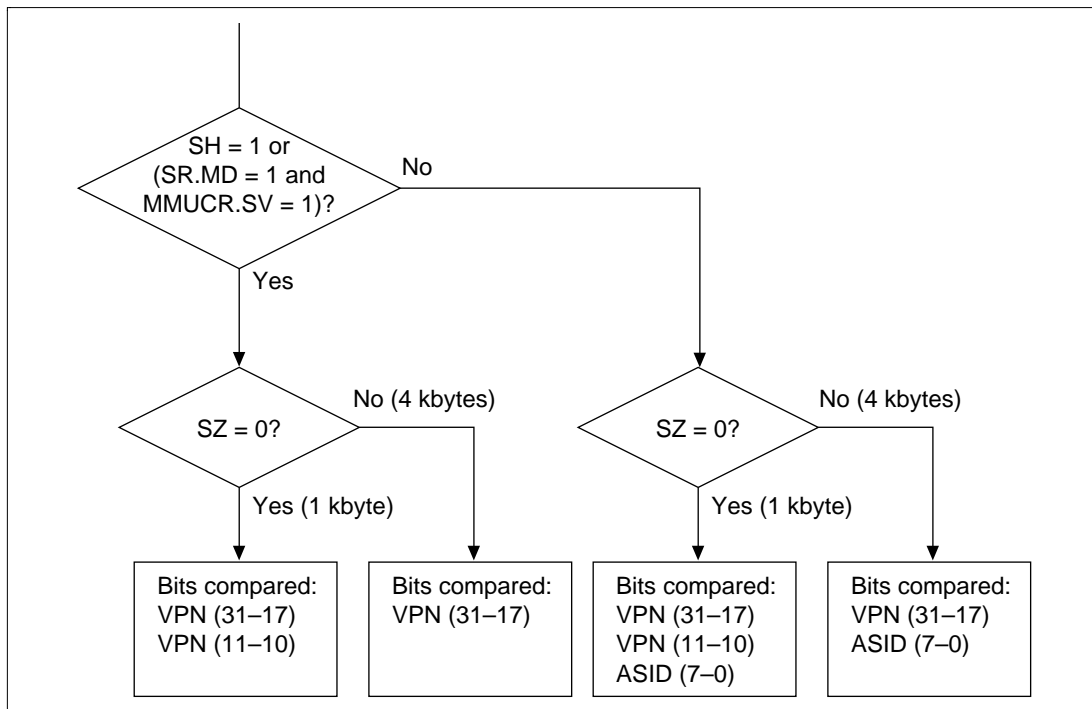 SH = 1 or
(SR.MD = 1 and
MMUCR.SV = 1)?
No
Yes
SZ = 0?
No (4 kbytes)
Yes (1 kbyte)
SZ = 0?
No (4 kbytes)
Yes (1 kbyte)
Bits compared:
VPN (31–17)
VPN (11–10)
Bits compared:
VPN (31–17)
Bits compared:
VPN (31–17)
VPN (11–10)
ASID (7–0)
Bits compared:
VPN (31–17)
ASID (7–0)